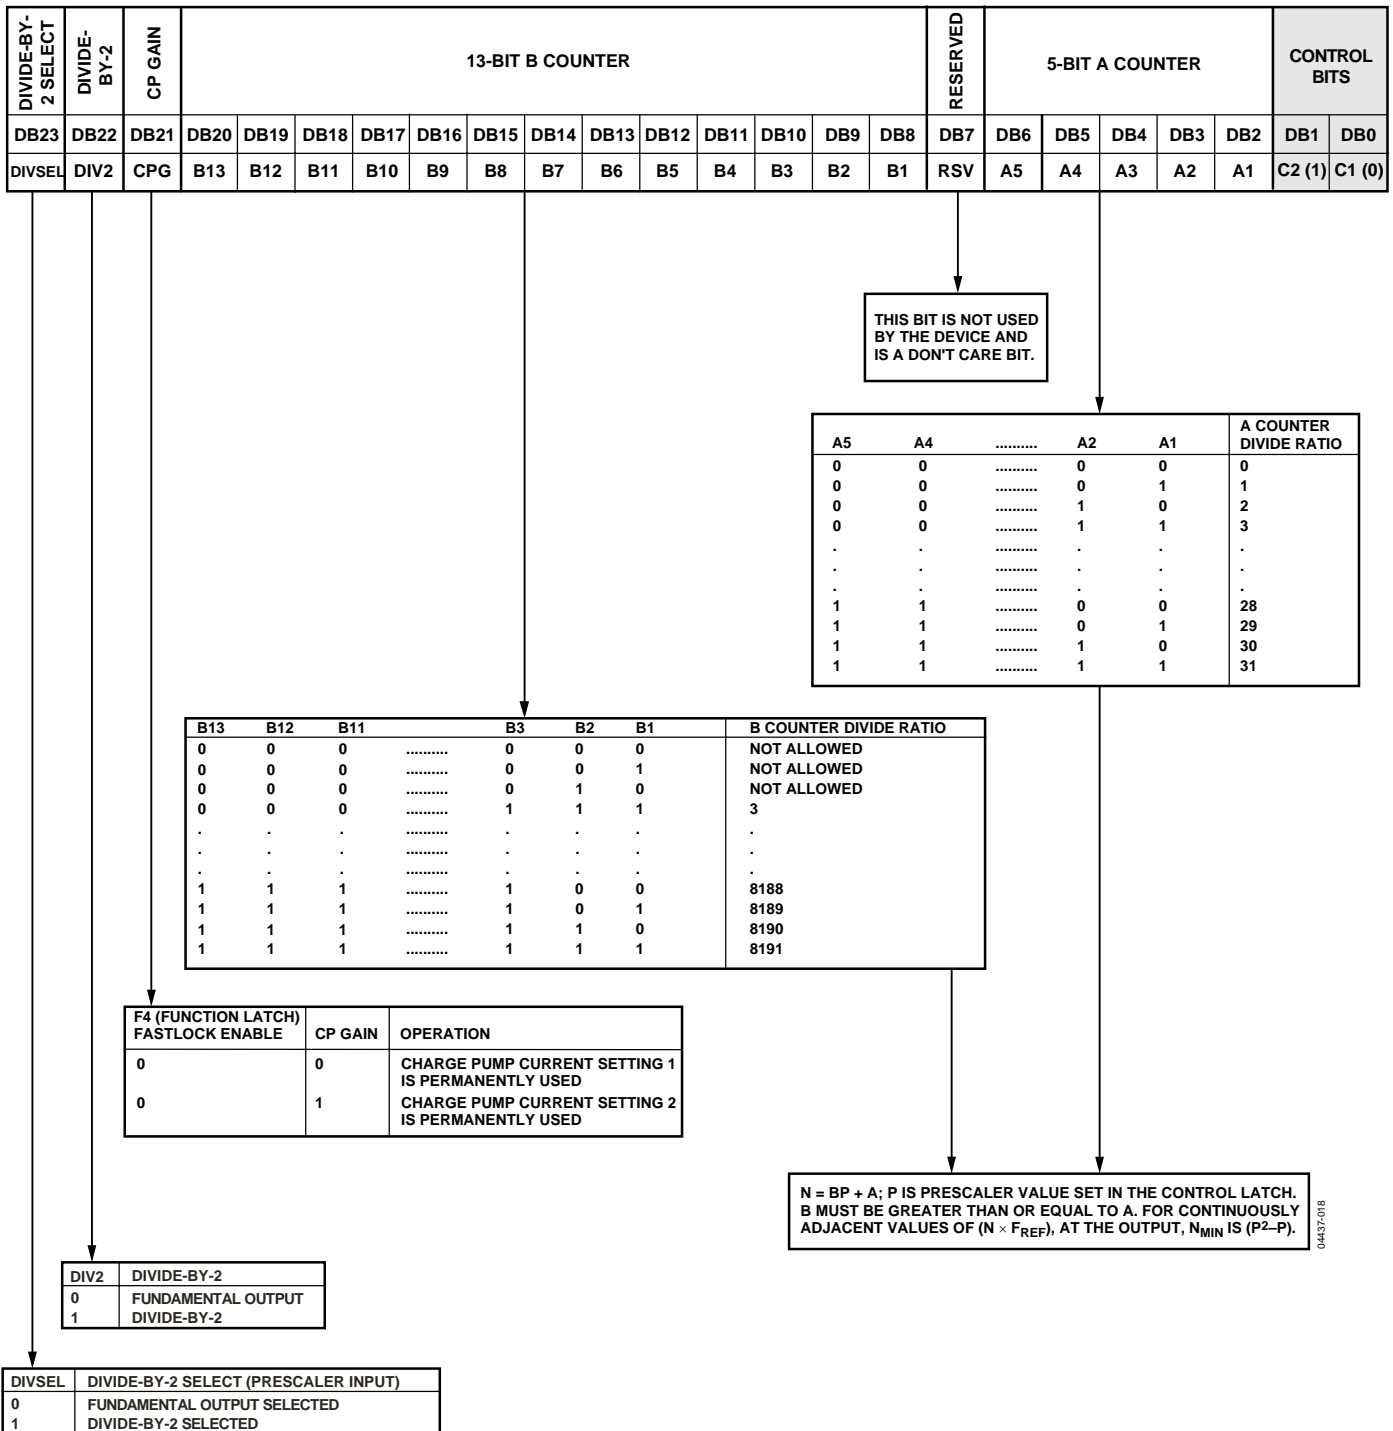 DIVIDE-BY-
2 SELECT
DIVIDE-
BY-2
CP GAIN
13-BIT B COUNTER
RESERVED
5-BIT A COUNTER
CONTROL
BITS
DB23 DB22 DB21 DB20 DB19 DB18 DB17 DB16 DB15 DB14 DB13 DB12 DB11 DB10 DB9 DB8 DB7 DB6 DB5 DB4 DB3 DB2 DB1 DB0
DIVSEL DIV2 CPG B13 B12 B11 B10 B9 B8 B7 B6 B5 B4 B3 B2 B1 RSV A5 A4 A3 A2 A1 C2 (1) C1 (0)
THIS BIT IS NOT USED
BY THE DEVICE AND
IS A DON'T CARE BIT.
A COUNTER
A5 A4 .......... A2 A1 DIVIDE RATIO
0 0 .......... 0 0 0
0 0 .......... 0 1 1
0 0 .......... 1 0 2
0 0 .......... 1 1 3
. . .......... . . .
. . .......... . . .
. . .......... . . .
1 1 .......... 0 0 28
1 1 .......... 0 1 29
1 1 .......... 1 0 30
1 1 .......... 1 1 31
B13 B12 B11 B3 B2 B1 B COUNTER DIVIDE RATIO
0 0 0 .......... 0 0 0 NOT ALLOWED
0 0 0 .......... 0 0 1 NOT ALLOWED
0 0 0 .......... 0 1 0 NOT ALLOWED
0 0 0 .......... 1 1 1 3
. . . .......... . . . .
. . . .......... . . . .
. . . .......... . . . .
1 1 1 .......... 1 0 0 8188
1 1 1 .......... 1 0 1 8189
1 1 1 .......... 1 1 0 8190
1 1 1 .......... 1 1 1 8191
F4 (FUNCTION LATCH)
FASTLOCK ENABLE CP GAIN OPERATION
0 0 CHARGE PUMP CURRENT SETTING 1
IS PERMANENTLY USED
0 1 CHARGE PUMP CURRENT SETTING 2
IS PERMANENTLY USED
N = BP + A; P IS PRESCALER VALUE SET IN THE CONTROL LATCH.
B MUST BE GREATER THAN OR EQUAL TO A. FOR CONTINUOUSLY
ADJACENT VALUES OF (N × FREF), AT THE OUTPUT, NMIN IS (P²–P).
04437-018
DIV2 DIVIDE-BY-2
0 FUNDAMENTAL OUTPUT
1 DIVIDE-BY-2
DIVSEL DIVIDE-BY-2 SELECT (PRESCALER INPUT)
0 FUNDAMENTAL OUTPUT SELECTED
1 DIVIDE-BY-2 SELECTED